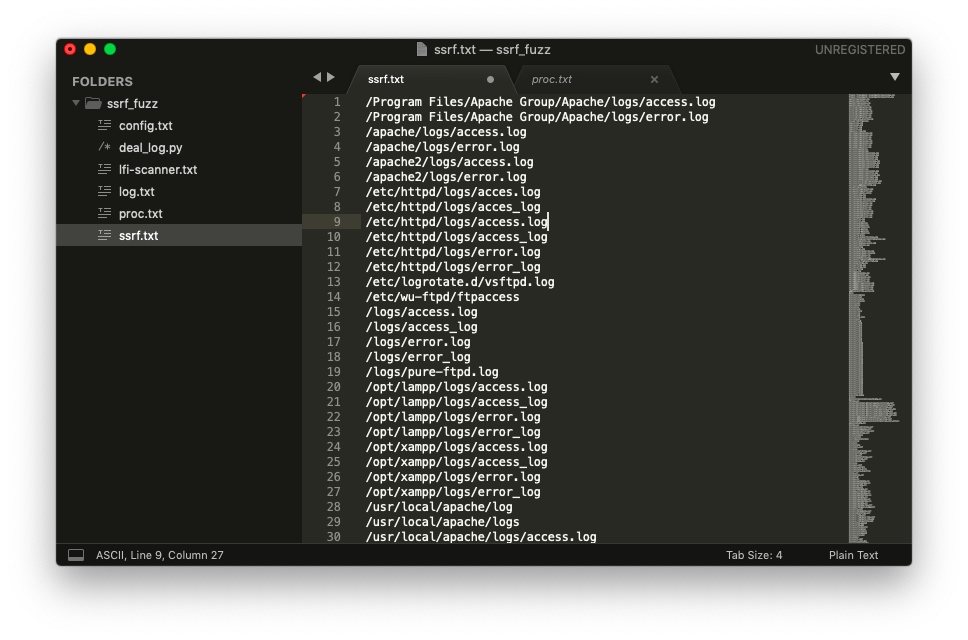 ssrf.txt — ssrf_fuzz
UNREGISTERED
FOLDERS
ssrf_fuzz
config.txt
/* deal_log.py
lfi-scanner.txt
log.txt
proc.txt
ssrf.txt
ssrf.txt
proc.txt
1 /Program Files/Apache Group/Apache/logs/access.log
2 /Program Files/Apache Group/Apache/logs/error.log
3 /apache/logs/access.log
4 /apache/logs/error.log
5 /apache2/logs/access.log
6 /apache2/logs/error.log
7 /etc/httpd/logs/acces.log
8 /etc/httpd/logs/acces_log
9 /etc/httpd/logs/access.log
10 /etc/httpd/logs/access_log
11 /etc/httpd/logs/error.log
12 /etc/httpd/logs/error_log
13 /etc/logrotate.d/vsftpd.log
14 /etc/wu-ftpd/ftpaccess
15 /logs/access.log
16 /logs/access_log
17 /logs/error.log
18 /logs/error_log
19 /logs/pure-ftpd.log
20 /opt/lampp/logs/access.log
21 /opt/lampp/logs/access_log
22 /opt/lampp/logs/error.log
23 /opt/lampp/logs/error_log
24 /opt/xampp/logs/access.log
25 /opt/xampp/logs/access_log
26 /opt/xampp/logs/error.log
27 /opt/xampp/logs/error_log
28 /usr/local/apache/log
29 /usr/local/apache/logs
30 /usr/local/apache/logs/access.log
ASCII, Line 9, Column 27
Tab Size: 4
Plain Text